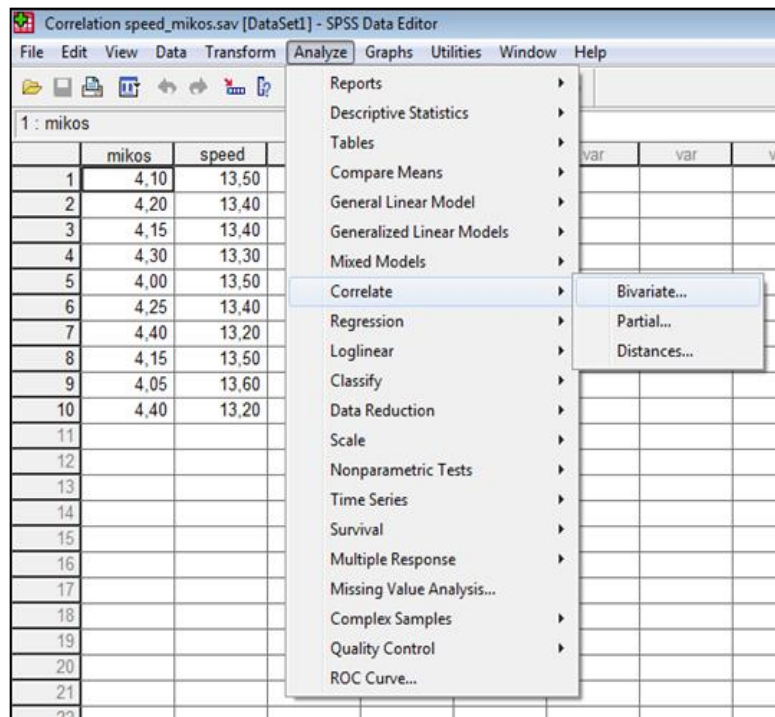 Correlation speed_mikos.sav [DataSet1] - SPSS Data Editor
File Edit View Data Transform Analyze Graphs Utilities Window Help
1 : mikos
mikos speed var var
1 4,10 13,50
2 4,20 13,40
3 4,15 13,40
4 4,30 13,30
5 4,00 13,50
6 4,25 13,40
7 4,40 13,20
8 4,15 13,50
9 4,05 13,60
10 4,40 13,20
11
12
13
14
15
16
17
18
19
20
21
22
Reports
Descriptive Statistics
Tables
Compare Means
General Linear Model
Generalized Linear Models
Mixed Models
Correlate
Regression
Loglinear
Classify
Data Reduction
Scale
Nonparametric Tests
Time Series
Survival
Multiple Response
Missing Value Analysis...
Complex Samples
Quality Control
ROC Curve...
Bivariate...
Partial...
Distances...